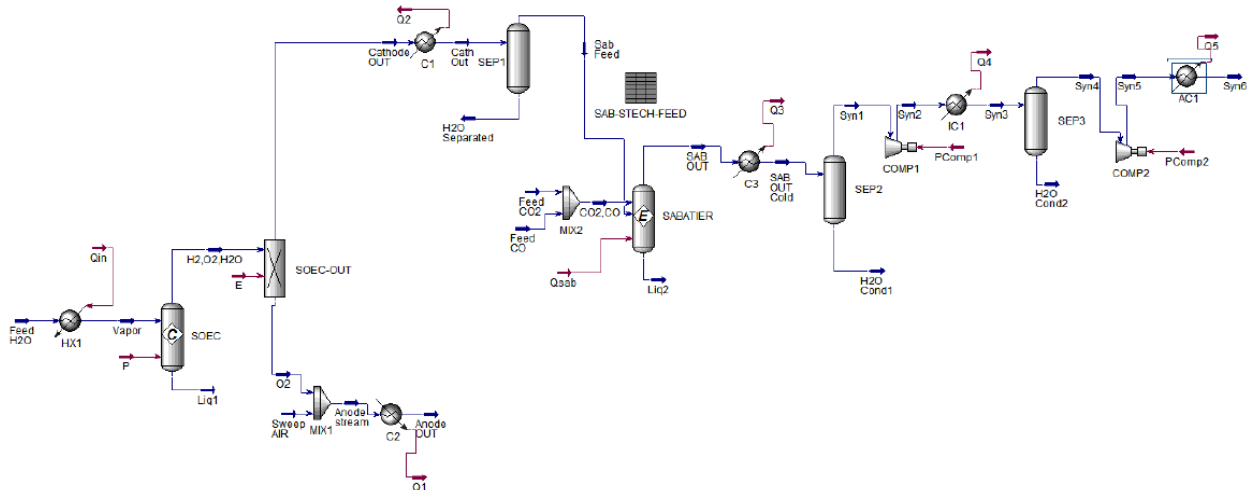 Q2
Cathode
OUT
C1
Cath
Out
SEP1
Sab
Feed
SAB-STECH-FEED
H2O
Separated
Q3
SAB
OUT
C3
SAB
OUT
Cold
Feed
CO2
Feed
CO
MIX2
CO2,CO
E
SABATIER
Qsab
Liq2
SEP2
H2O
Cond1
Syn1
Syn2
COMP1
PComp1
Q4
IC1
Syn3
SEP3
H2O
Cond2
Syn4
Syn5
COMP2
PComp2
Q5
AC1
Syn6
Qin
Feed
H2O
HX1
Vapor
C
SOEC
P
Liq1
H2,O2,H2O
E
SOEC-OUT
O2
Sweep
AIR
MIX1
Anode
stream
C2
Anode
OUT
Q1